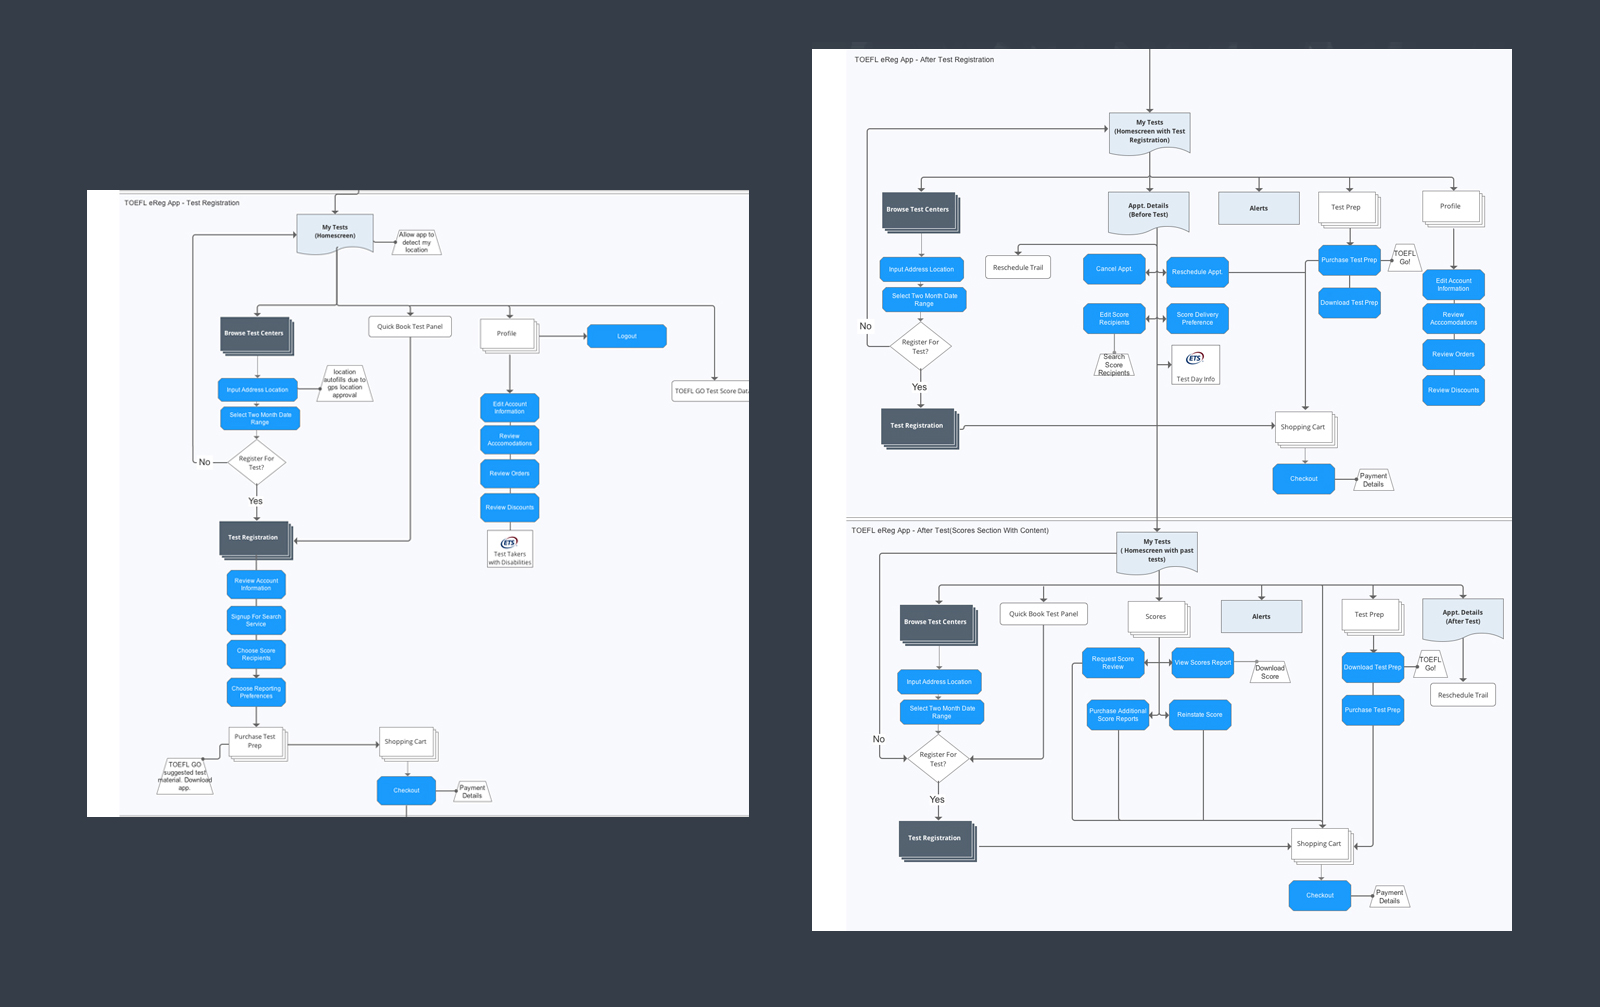 TOEFL eReg App - Test Registration
My Tests
(Homescreen)
Allow app to
detect my
location
Browse Test Centers
Quick Book Test Panel
Profile
Logout
location
autofills due to
gps location
approval
Input Address Location
TOEFL GO Test Score Dat
Select Two Month Date
Range
Edit Account
Information
Review
Acccomodations
Register For
Test?
No
Review Orders
Yes
Review Discounts
Test Registration
ETS
Test Takers
with Disabilities
Review Account
Information
Signup For Search
Service
Choose Score
Recipients
Choose Reporting
Preferences
Purchase Test
Prep
Shopping Cart
TOEFL GO
suggested test
material. Download
app.
Checkout
Payment
Details
TOEFL eReg App - After Test Registration
My Tests
(Homescreen with Test
Registration)
Browse Test Centers
Appt. Details
(Before Test)
Alerts
Test Prep
Profile
Input Address Location
Reschedule Trail
Cancel Appt.
Reschedule Appt.
Purchase Test Prep
TOEFL
Go!
Select Two Month Date
Range
Download Test Prep
Edit Account
Information
Edit Score
Recipients
Score Delivery
Preference
Review
Acccomodations
No
Register For
Test?
Search
Score
Recipients
ETS
Test Day Info
Review Orders
Yes
Review Discounts
Test Registration
Shopping Cart
Checkout
Payment
Details
TOEFL eReg App - After Test(Scores Section With Content)
My Tests
( Homescreen with past
tests)
Browse Test Centers
Quick Book Test Panel
Scores
Alerts
Test Prep
Appt. Details
(After Test)
Input Address Location
Request Score
Review
View Scores Report
Download
Score
Download Test Prep
TOEFL
Go!
Reschedule Trail
Select Two Month Date
Range
Purchase Additional
Score Reports
Reinstate Score
Purchase Test Prep
No
Register For
Test?
Yes
Test Registration
Shopping Cart
Checkout
Payment
Details